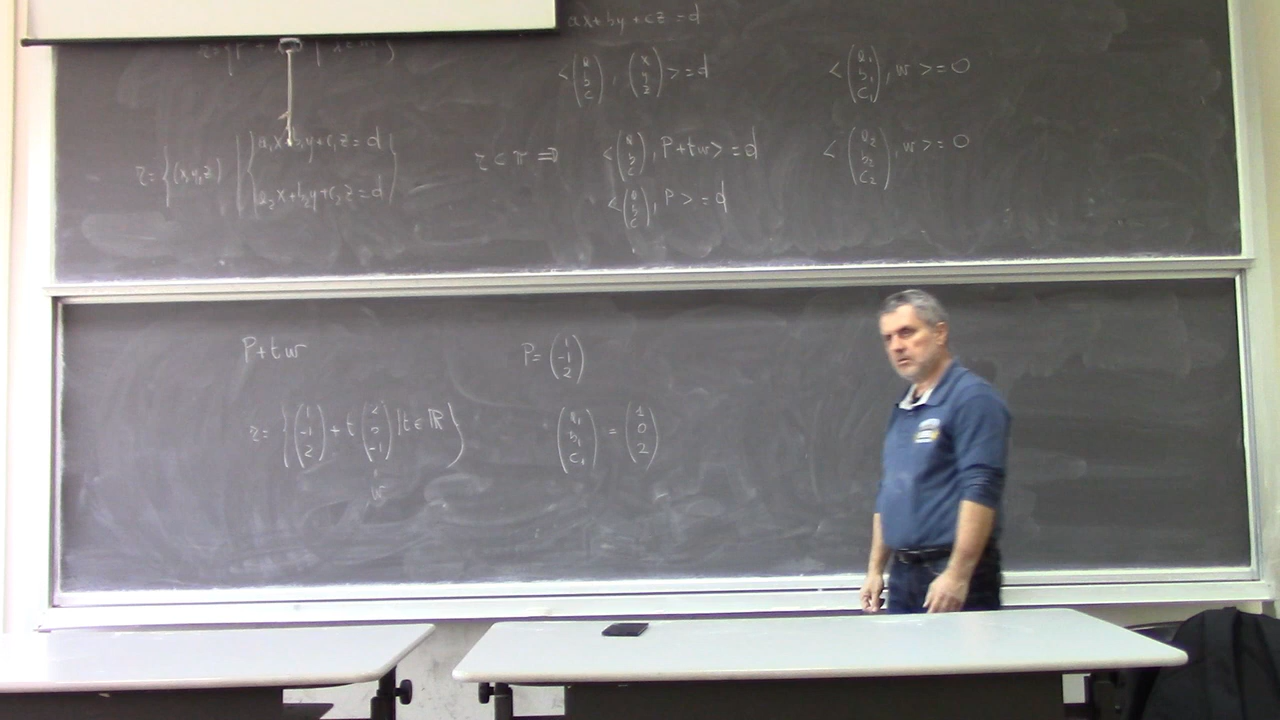 ax+by+cz=d
<(a b c), (x y z)>=d
<(a₁ b₁ c₁), w>=0
r={(x,y,z) | { a₁x+b₁y+c₁z=d
a₂x+b₂y+c₂z=d }
r⊂π ⇒ <(a b c), P+tw>=d
<(a b c), P>=d
<(a₂ b₂ c₂), w>=0
P+tw
P=(1 -1 2)
r={(1 -1 2)+t(2 5 -1)|t∈ℝ}
w
(a₁ b₁ c₁)=(1 0 2)